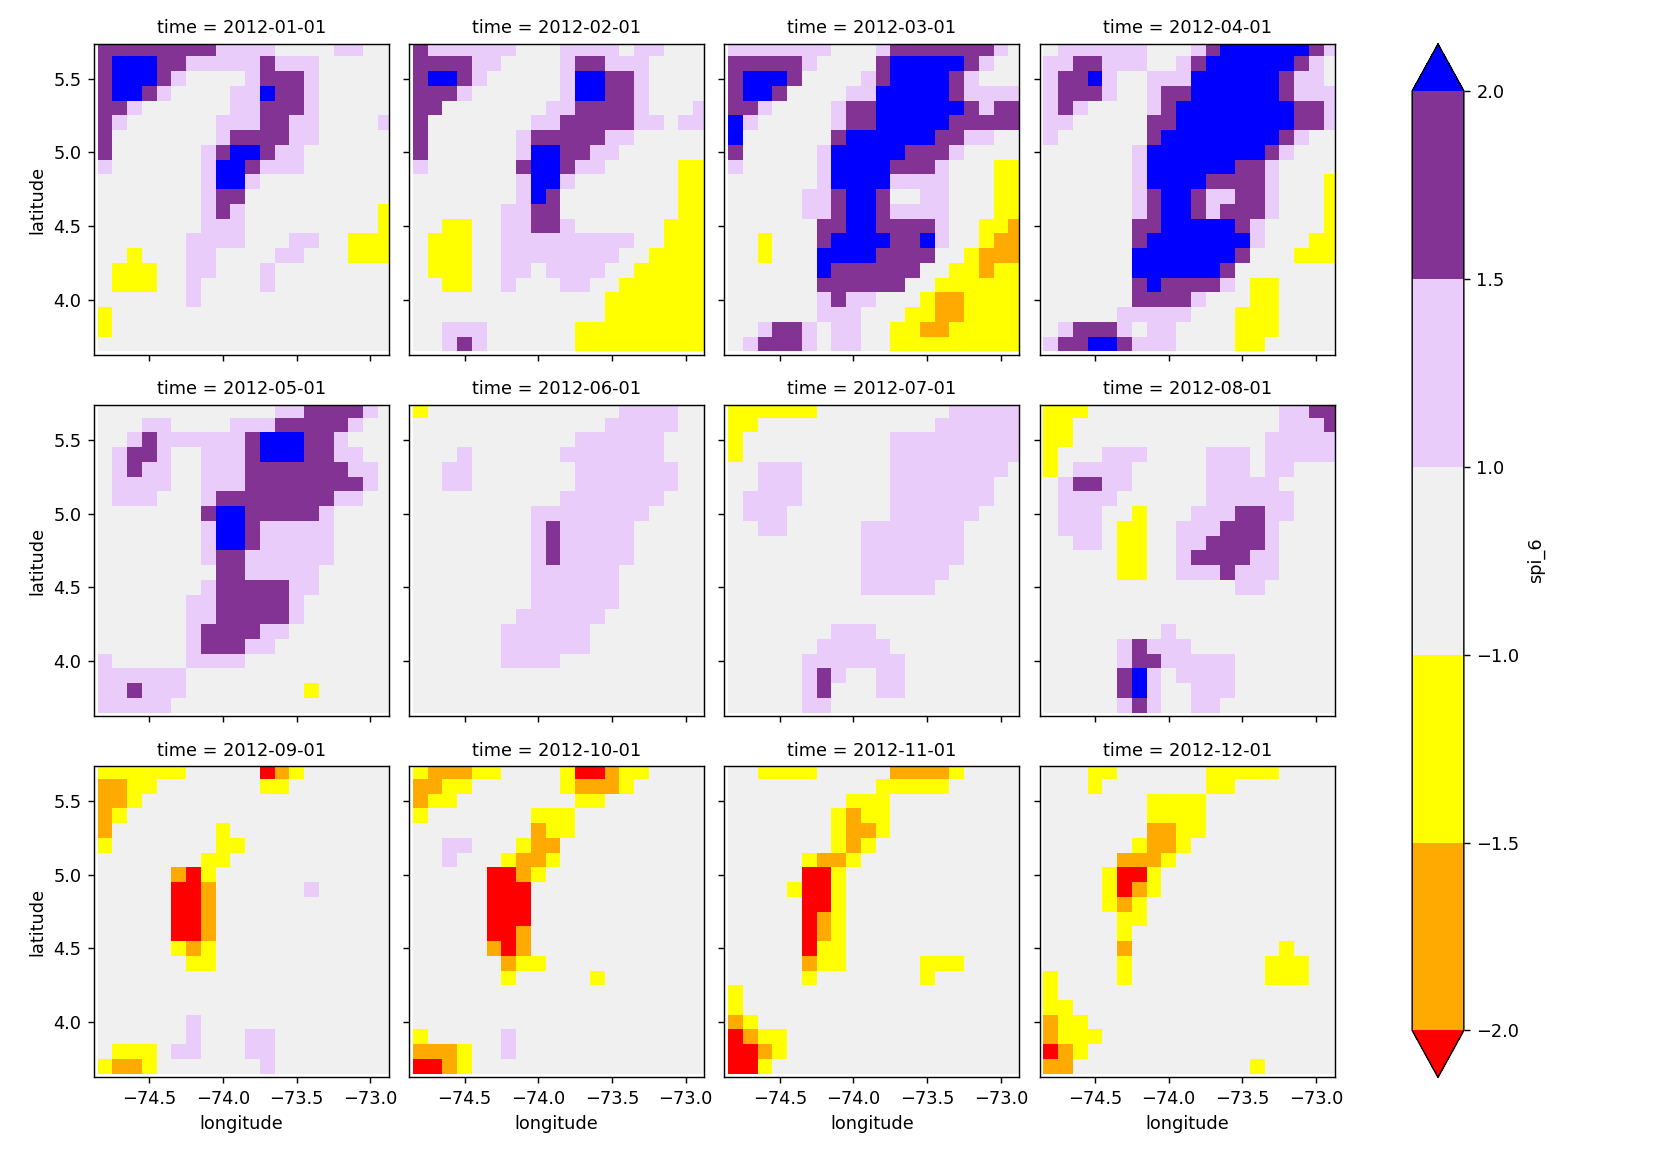 time = 2012-01-01
time = 2012-02-01
time = 2012-03-01
time = 2012-04-01
5.5
5.0
4.5
4.0
latitude
time = 2012-05-01
time = 2012-06-01
time = 2012-07-01
time = 2012-08-01
5.5
5.0
4.5
4.0
latitude
time = 2012-09-01
time = 2012-10-01
time = 2012-11-01
time = 2012-12-01
5.5
5.0
4.5
4.0
latitude
−74.5 −74.0 −73.5 −73.0
longitude
−74.5 −74.0 −73.5 −73.0
longitude
−74.5 −74.0 −73.5 −73.0
longitude
−74.5 −74.0 −73.5 −73.0
longitude
2.0
1.5
1.0
−1.0
−1.5
−2.0
spi_6